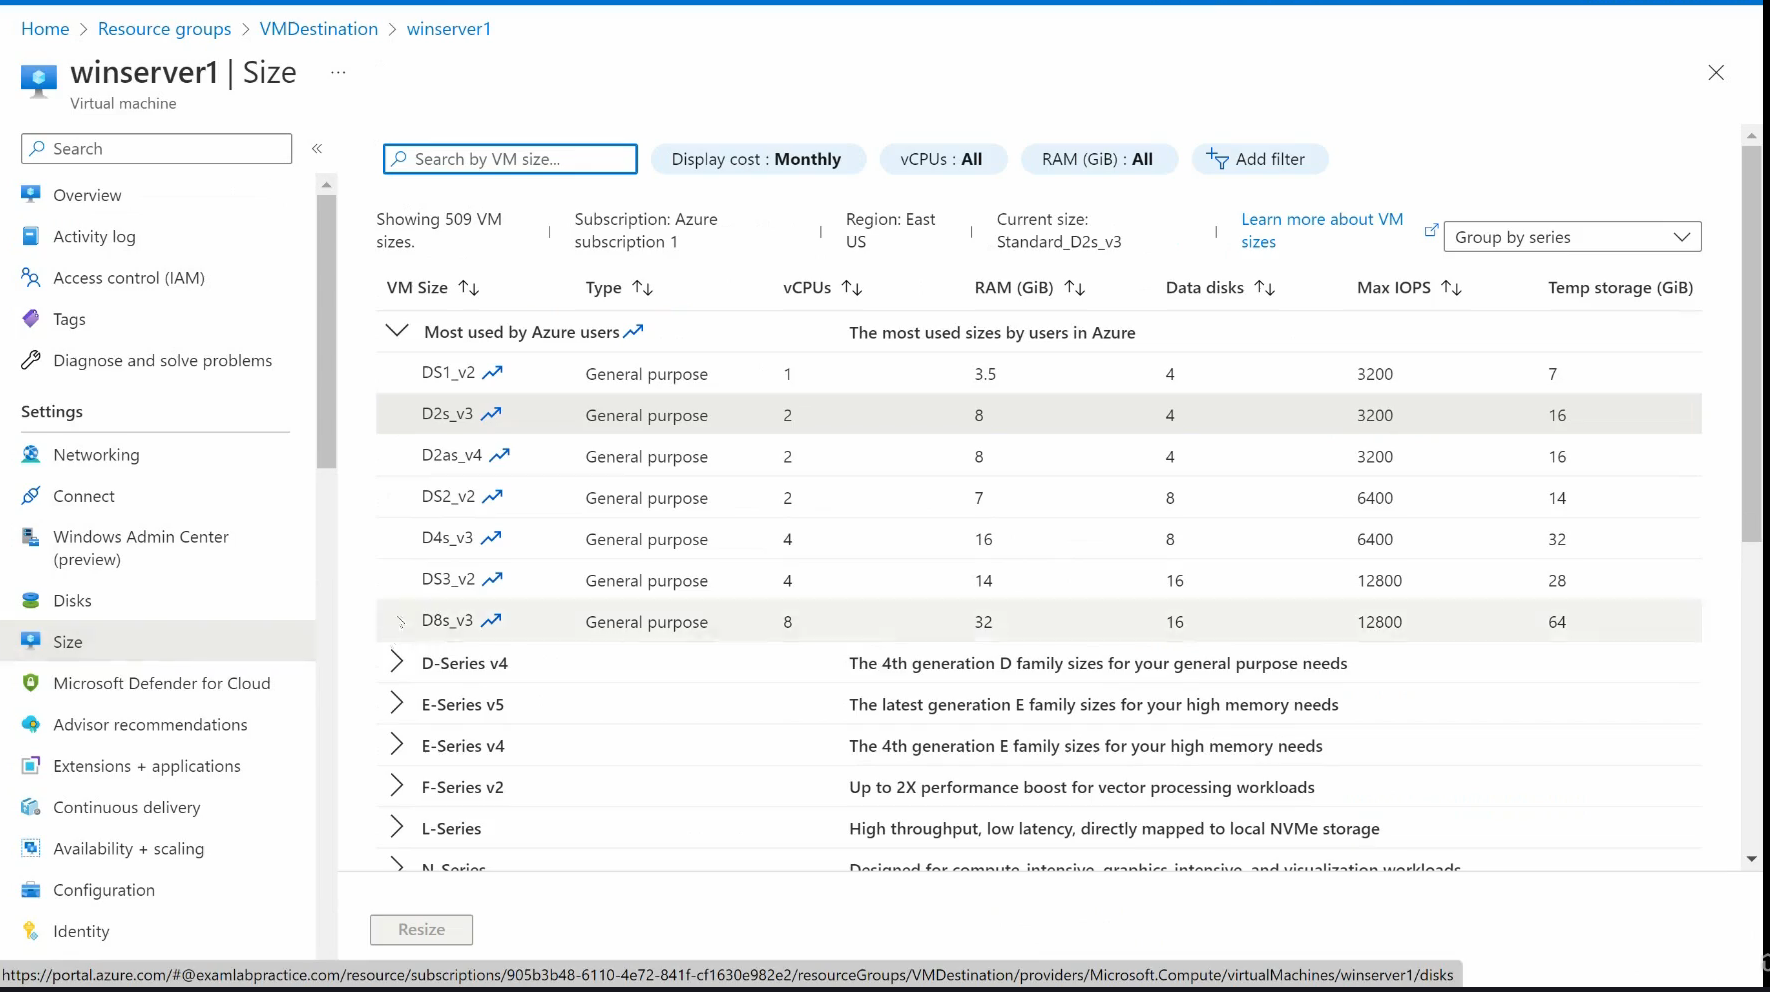 Home > Resource groups > VMDestination > winserver1
winserver1 | Size ...
Virtual machine
Search «
Overview
Activity log
Access control (IAM)
Tags
Diagnose and solve problems
Settings
Networking
Connect
Windows Admin Center
(preview)
Disks
Size
Microsoft Defender for Cloud
Advisor recommendations
Extensions + applications
Continuous delivery
Availability + scaling
Configuration
Identity
Search by VM size... Display cost : Monthly vCPUs : All RAM (GiB) : All Add filter
Showing 509 VM
sizes.
Subscription: Azure
subscription 1
Region: East
US
Current size:
Standard_D2s_v3
Learn more about VM
sizes
Group by series
VM Size Type vCPUs RAM (GiB) Data disks Max IOPS Temp storage (GiB)
Most used by Azure users The most used sizes by users in Azure
DS1_v2 General purpose 1 3.5 4 3200 7
D2s_v3 General purpose 2 8 4 3200 16
D2as_v4 General purpose 2 8 4 3200 16
DS2_v2 General purpose 2 7 8 6400 14
D4s_v3 General purpose 4 16 8 6400 32
DS3_v2 General purpose 4 14 16 12800 28
D8s_v3 General purpose 8 32 16 12800 64
D-Series v4 The 4th generation D family sizes for your general purpose needs
E-Series v5 The latest generation E family sizes for your high memory needs
E-Series v4 The 4th generation E family sizes for your high memory needs
F-Series v2 Up to 2X performance boost for vector processing workloads
L-Series High throughput, low latency, directly mapped to local NVMe storage
N-Series Designed for compute-intensive, graphics-intensive, and visualization workloads
Resize
https://portal.azure.com/#@examlabpractice.com/resource/subscriptions/905b3b48-6110-4e72-841f-cf1630e982e2/resourceGroups/VMDestination/providers/Microsoft.Compute/virtualMachines/winserver1/disks